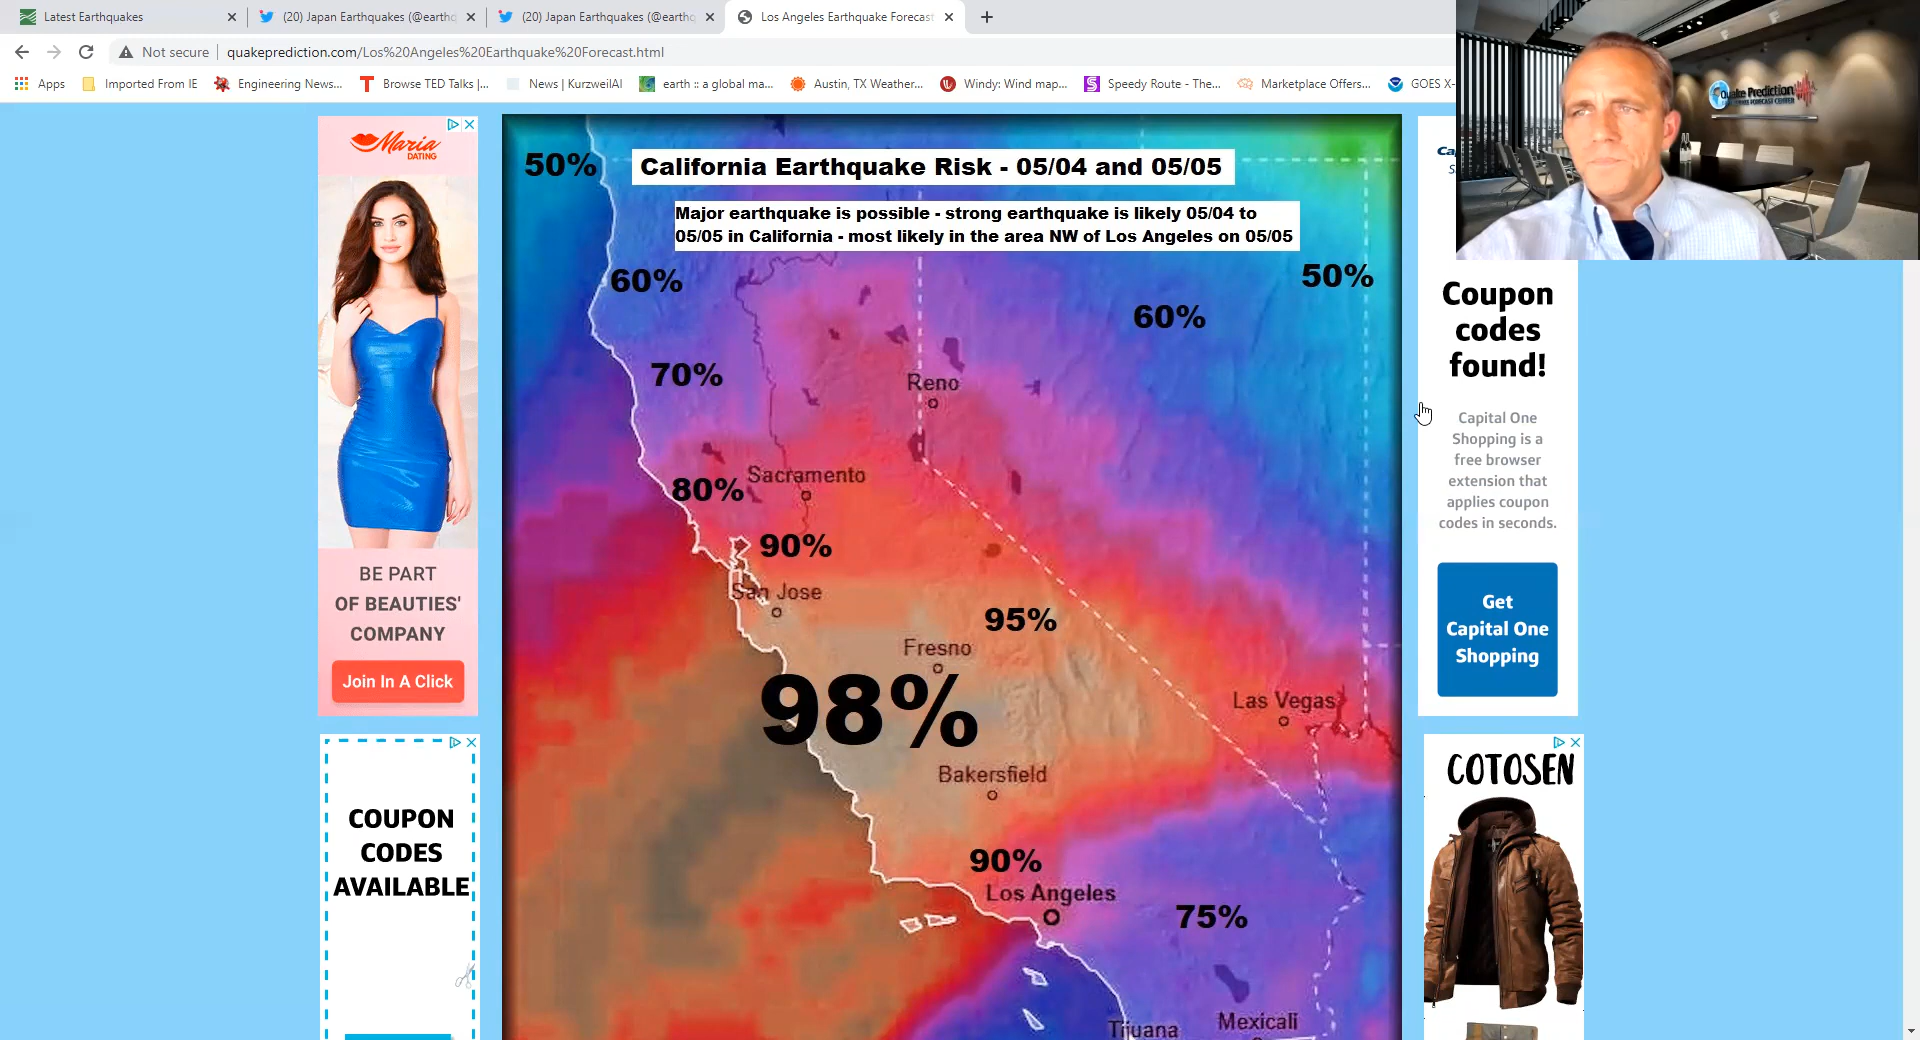 Latest Earthquakes
(20) Japan Earthquakes (@earthq
(20) Japan Earthquakes (@earthq
Los Angeles Earthquake Forecast
Not secure
quakeprediction.com/Los%20Angeles%20Earthquake%20Forecast.html
Apps
Imported From IE
Engineering News...
Browse TED Talks |...
News | KurzweilAI
earth :: a global ma...
Austin, TX Weather...
Windy: Wind map...
Speedy Route - The...
Marketplace Offers...
GOES X-
Quake Prediction
Maria
DATING
BE PART
OF BEAUTIES'
COMPANY
Join In A Click
COUPON
CODES
AVAILABLE
50%
California Earthquake Risk - 05/04 and 05/05
Major earthquake is possible - strong earthquake is likely 05/04 to
05/05 in California - most likely in the area NW of Los Angeles on 05/05
60%
50%
60%
70%
Reno
80%
Sacramento
90%
San Jose
95%
Fresno
98%
Las Vegas
Bakersfield
90%
Los Angeles
75%
Tijuana
Mexicali
Coupon
codes
found!
Capital One
Shopping is a
free browser
extension that
applies coupon
codes in seconds.
Get
Capital One
Shopping
COTOSEN